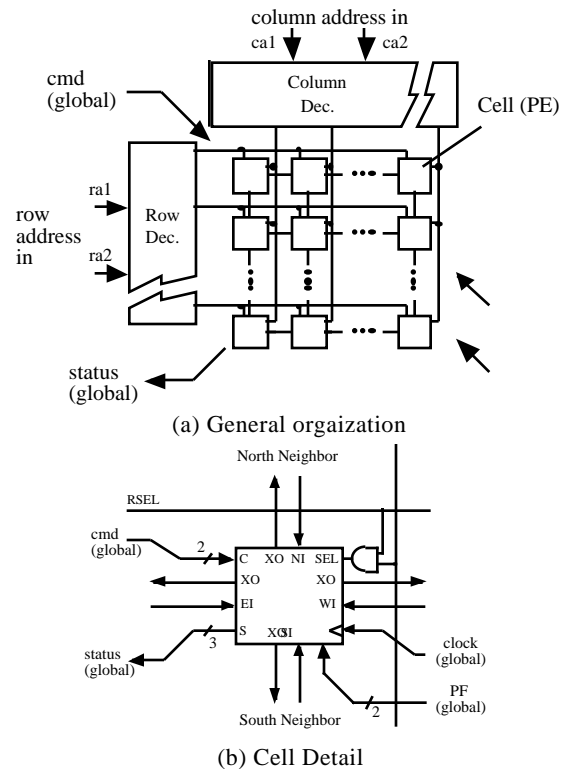 column address in
ca1 ca2
cmd
(global)
Column
Dec.
Cell (PE)
ra1
row
address
in
Row
Dec.
ra2
status
(global)
(a) General orgaization
North Neighbor
RSEL
cmd
(global)
2
C XO NI SEL
XO XO
EI WI
S XO SI
status
(global)
3
clock
(global)
PF
(global)
2
South Neighbor
(b) Cell Detail